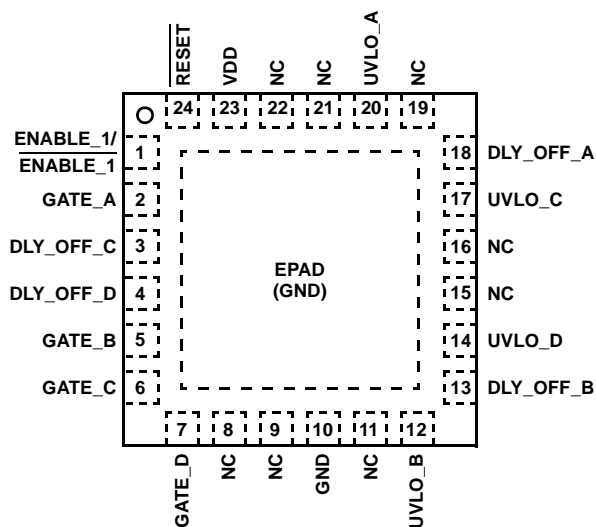 RESET
VDD
NC
NC
UVLO_A
NC
24
23
22
21
20
19
ENABLE_1/
ENABLE_1
1
GATE_A
2
DLY_OFF_C
3
DLY_OFF_D
4
GATE_B
5
GATE_C
6
EPAD
(GND)
18
DLY_OFF_A
17
UVLO_C
16
NC
15
NC
14
UVLO_D
13
DLY_OFF_B
7
8
9
10
11
12
GATE_D
NC
NC
GND
NC
UVLO_B